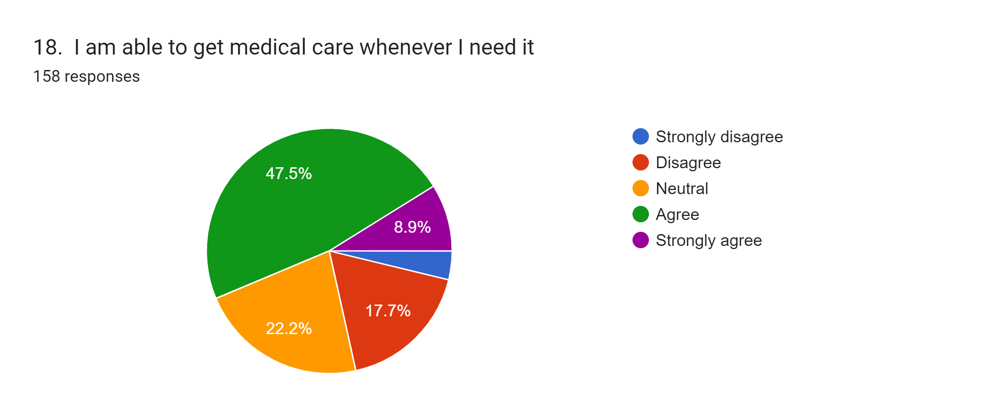 18.  I am able to get medical care whenever I need it
158 responses
47.5%
8.9%
17.7%
22.2%
Strongly disagree
Disagree
Neutral
Agree
Strongly agree